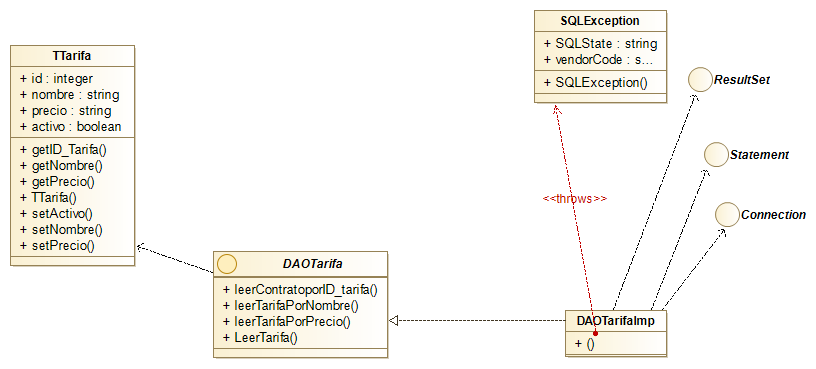 SQLException
+ SQLState : string
+ vendorCode : s...
+ SQLException()
TTarifa
+ id : integer
+ nombre : string
+ precio : string
+ activo : boolean
+ getID_Tarifa()
+ getNombre()
+ getPrecio()
+ TTarifa()
+ setActivo()
+ setNombre()
+ setPrecio()
ResultSet
Statement
<<throws>>
Connection
DAOTarifa
+ leerContratoporID_tarifa()
+ leerTarifaPorNombre()
+ leerTarifaPorPrecio()
+ LeerTarifa()
DAOTarifaImp
+ ()